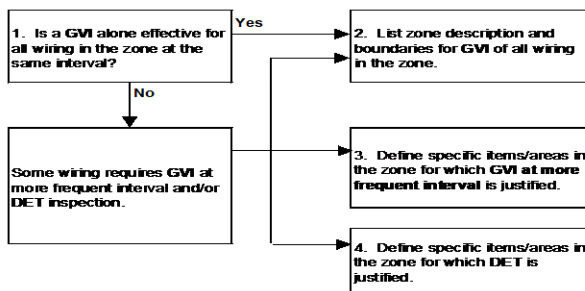 1. Is a GVI alone effective for
all wiring in the zone at the
same interval?
Yes
2. List zone description and
boundaries for GVI of all wiring
in the zone.
No
Some wiring requires GVI at
more frequent interval and/or
DET inspection.
3. Define specific items/areas in
the zone for which GVI at more
frequent interval is justified.
4. Define specific items/areas in
the zone for which DET is
justified.